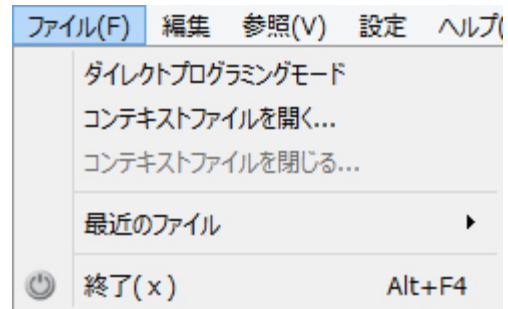 ファイル(F) 編集 参照(V) 設定 ヘルプ(
ダイレクトプログラミングモード
コンテキストファイルを開く...
コンテキストファイルを閉じる...
最近のファイル
終了(x) Alt+F4